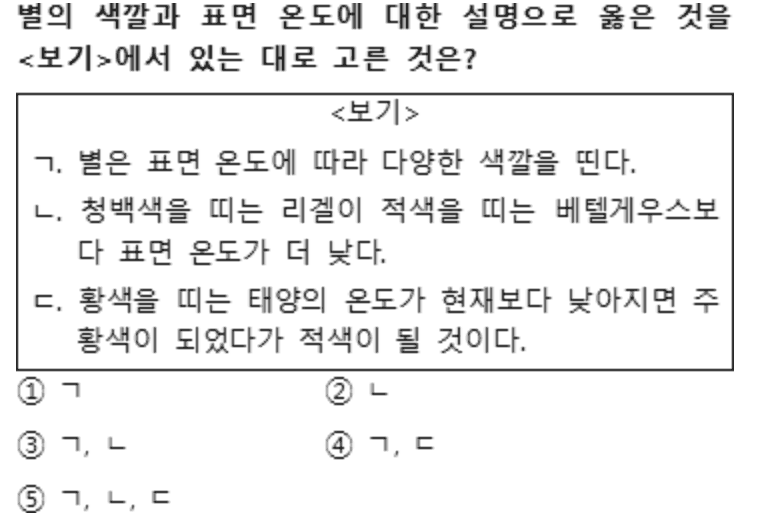 별의 색깔과 표면 온도에 대한 설명으로 옳은 것을
<보기>에서 있는 대로 고른 것은?
<보기>
ㄱ. 별은 표면 온도에 따라 다양한 색깔을 띤다.
ㄴ. 청백색을 띠는 리겔이 적색을 띠는 베텔게우스보
다 표면 온도가 더 낮다.
ㄷ. 황색을 띠는 태양의 온도가 현재보다 낮아지면 주
황색이 되었다가 적색이 될 것이다.
① ㄱ ② ㄴ
③ ㄱ, ㄴ ④ ㄱ, ㄷ
⑤ ㄱ, ㄴ, ㄷ